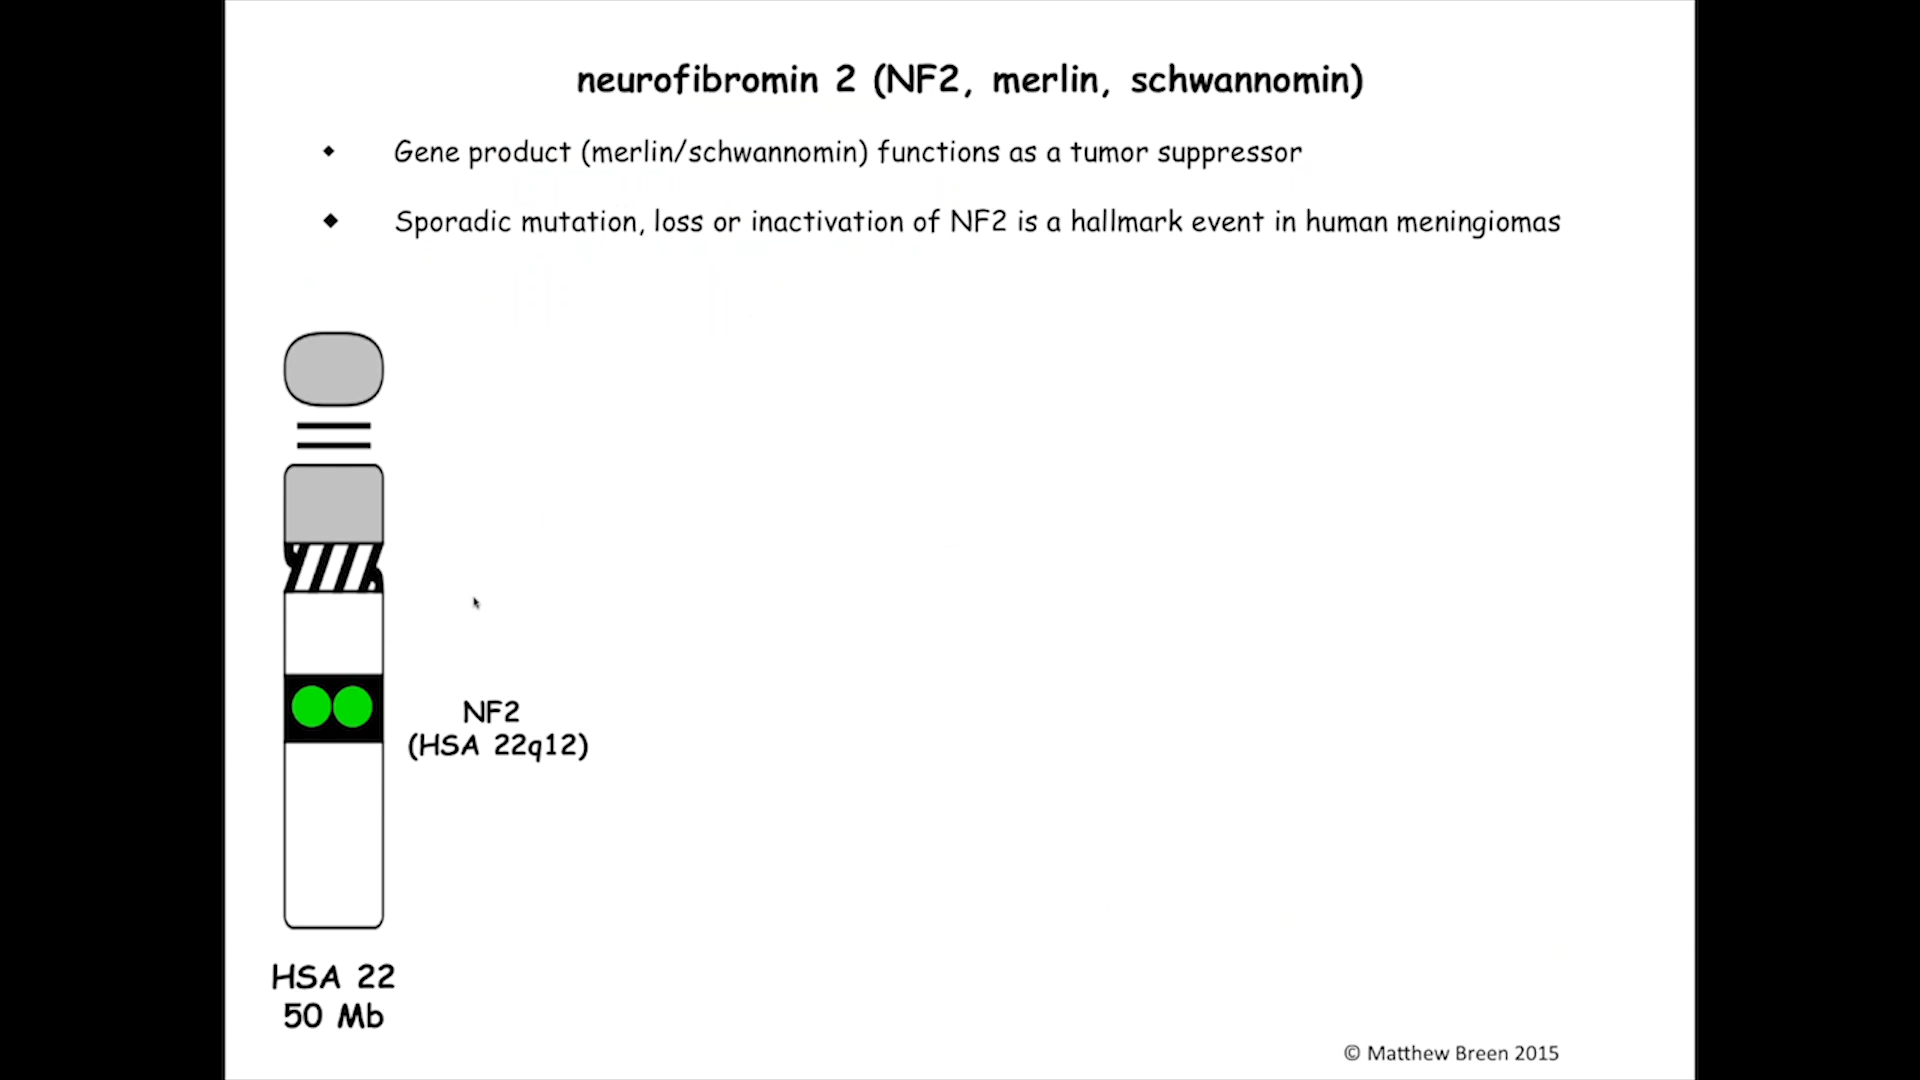 neurofibromin 2 (NF2, merlin, schwannomin)
Gene product (merlin/schwannomin) functions as a tumor suppressor
Sporadic mutation, loss or inactivation of NF2 is a hallmark event in human meningiomas
NF2
(HSA 22q12)
HSA 22
50 Mb
© Matthew Breen 2015